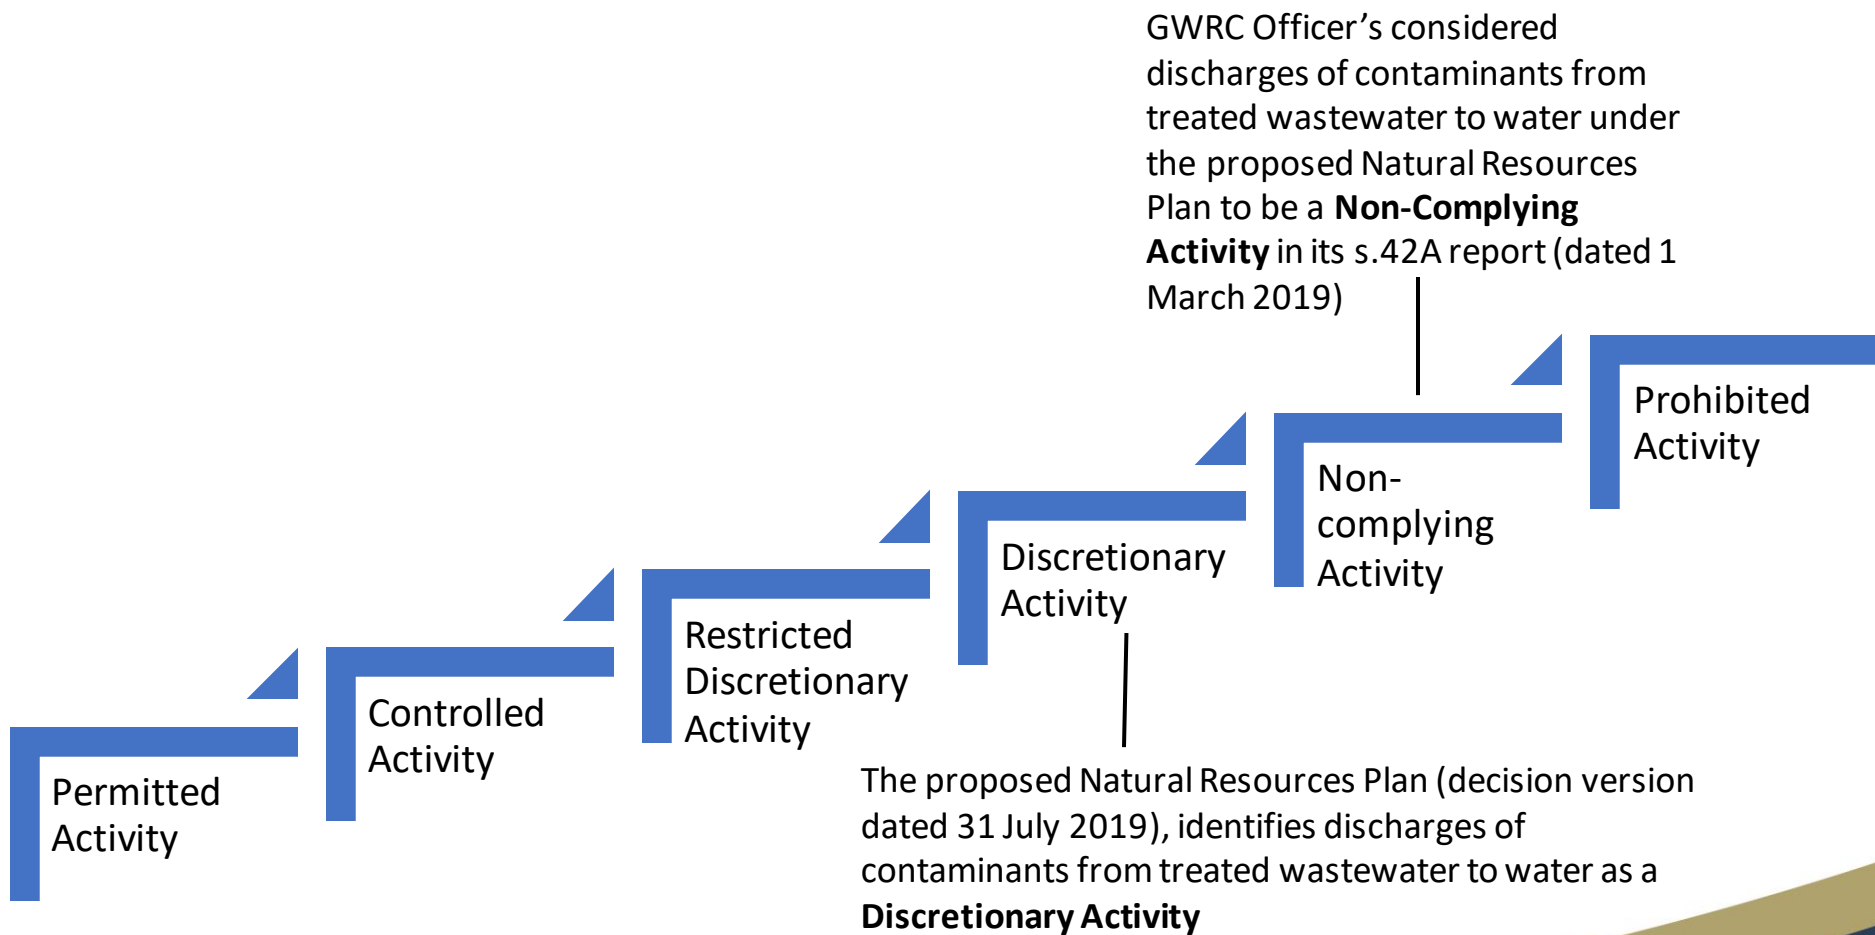 GWRC Officer’s considered
discharges of contaminants from
treated wastewater to water under
the proposed Natural Resources
Plan to be a Non-Complying
Activity in its s.42A report (dated 1
March 2019)
Prohibited
Activity
Non-
complying
Activity
Discretionary
Activity
Restricted
Discretionary
Activity
Controlled
Activity
Permitted
Activity
The proposed Natural Resources Plan (decision version
dated 31 July 2019), identifies discharges of
contaminants from treated wastewater to water as a
Discretionary Activity